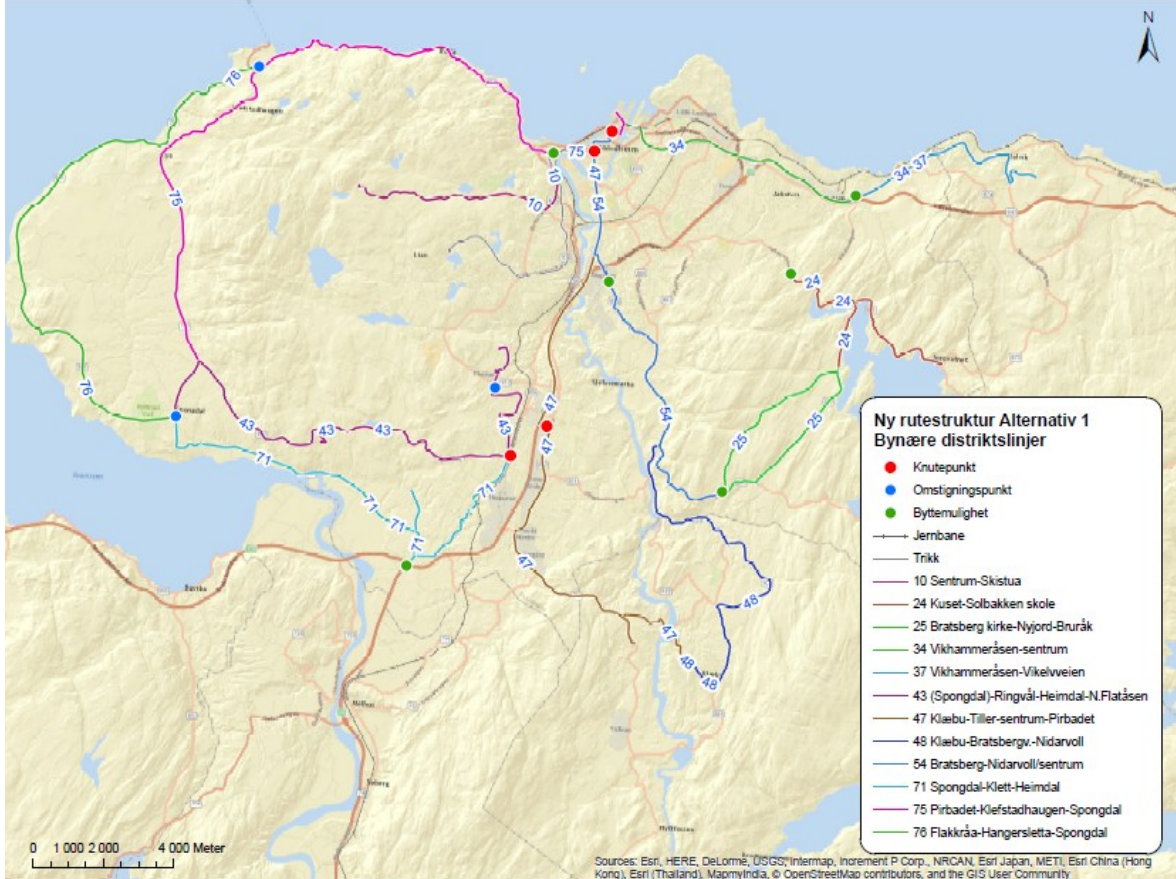 N
76
75
34
34-37
47
10
54
10
75
24
24
24
76
43
43
43
43
47
47
54
25
25
71
71
71
71
71
47
47
48
48
48
Ny rutestruktur Alternativ 1
Bynære distriktslinjer
Knutepunkt
Omstigningspunkt
Byttemulighet
Jernbane
Trikk
10 Sentrum-Skistua
24 Kuset-Solbakken skole
25 Bratsberg kirke-Nyjord-Bruråk
34 Vikhammeråsen-sentrum
37 Vikhammeråsen-Vikelvveien
43 (Spongdal)-Ringvål-Heimdal-N.Flatåsen
47 Klæbu-Tiller-sentrum-Pirbadet
48 Klæbu-Bratsbergv.-Nidarvoll
54 Bratsberg-Nidarvoll/sentrum
71 Spongdal-Klett-Heimdal
75 Pirbadet-Klefstadhaugen-Spongdal
76 Flakkråa-Hangersletta-Spongdal
0 1 000 2 000 4 000 Meter
Sources: Esri, HERE, DeLorme, USGS, Intermap, increment P Corp., NRCAN, Esri Japan, METI, Esri China (Hong
Kong), Esri (Thailand), MapmyIndia, © OpenStreetMap contributors, and the GIS User Community